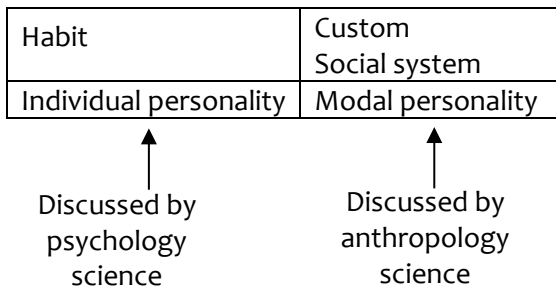 Habit
Custom
Social system
Individual personality
Modal personality
Discussed by
psychology
science
Discussed by
anthropology
science